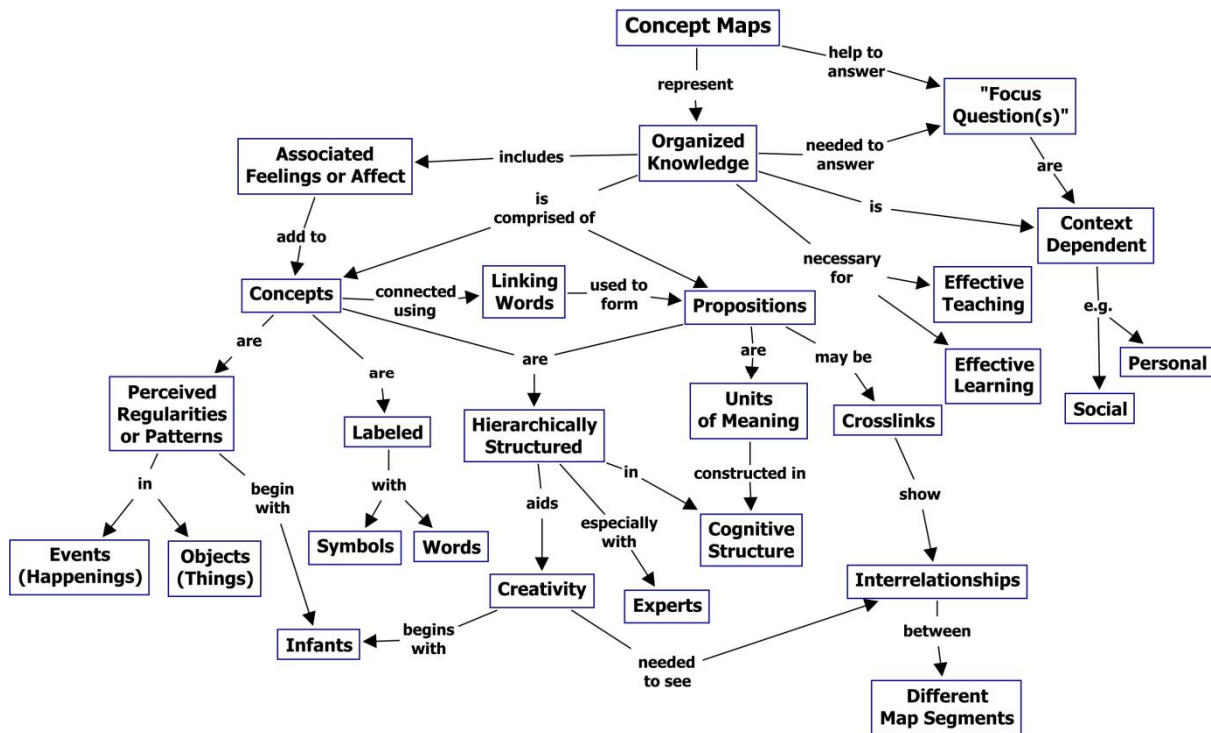 Concept Maps
help to
answer
represent
"Focus
Question(s)"
Organized
Knowledge
needed to
answer
Associated
Feelings or Affect
includes
are
is
comprised of
is
Context
Dependent
add to
necessary
for
Concepts
connected
using
Linking
Words
used to
form
Propositions
Effective
Teaching
e.g.
are
are
are
are
may be
Effective
Learning
Personal
Social
Perceived
Regularities
or Patterns
Labeled
Hierarchically
Structured
Units
of Meaning
Crosslinks
in
begin
with
with
aids
in
constructed in
especially
with
show
Events
(Happenings)
Objects
(Things)
Symbols
Words
Cognitive
Structure
Creativity
Experts
Interrelationships
Infants
begins
with
needed
to see
between
Different
Map Segments